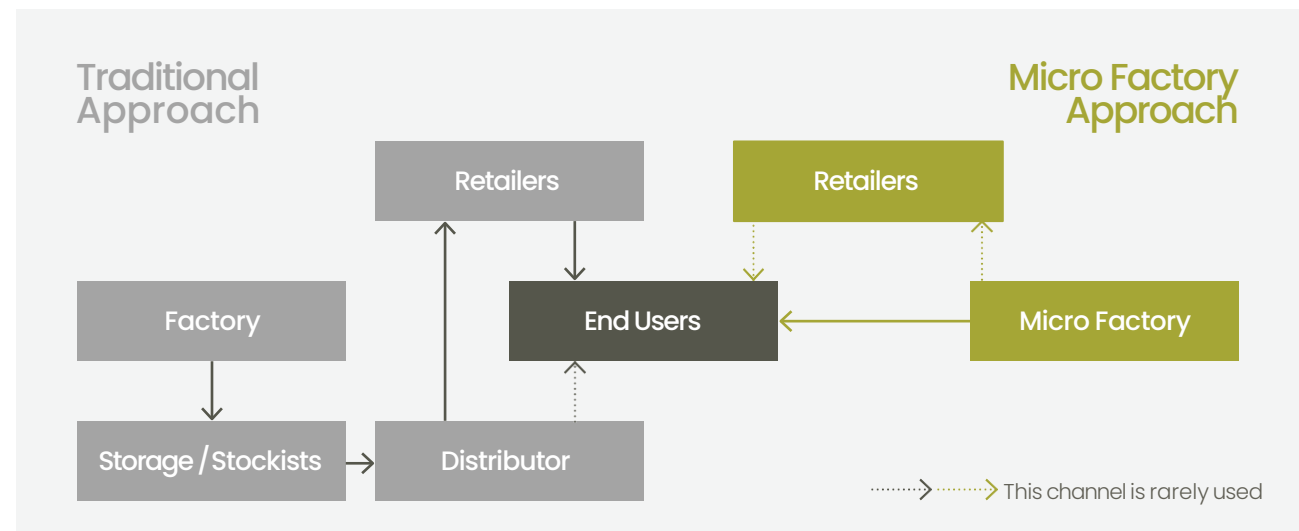 Traditional
Approach
Micro Factory
Approach
Retailers
Retailers
Factory
End Users
Micro Factory
Storage / Stockists
Distributor
This channel is rarely used